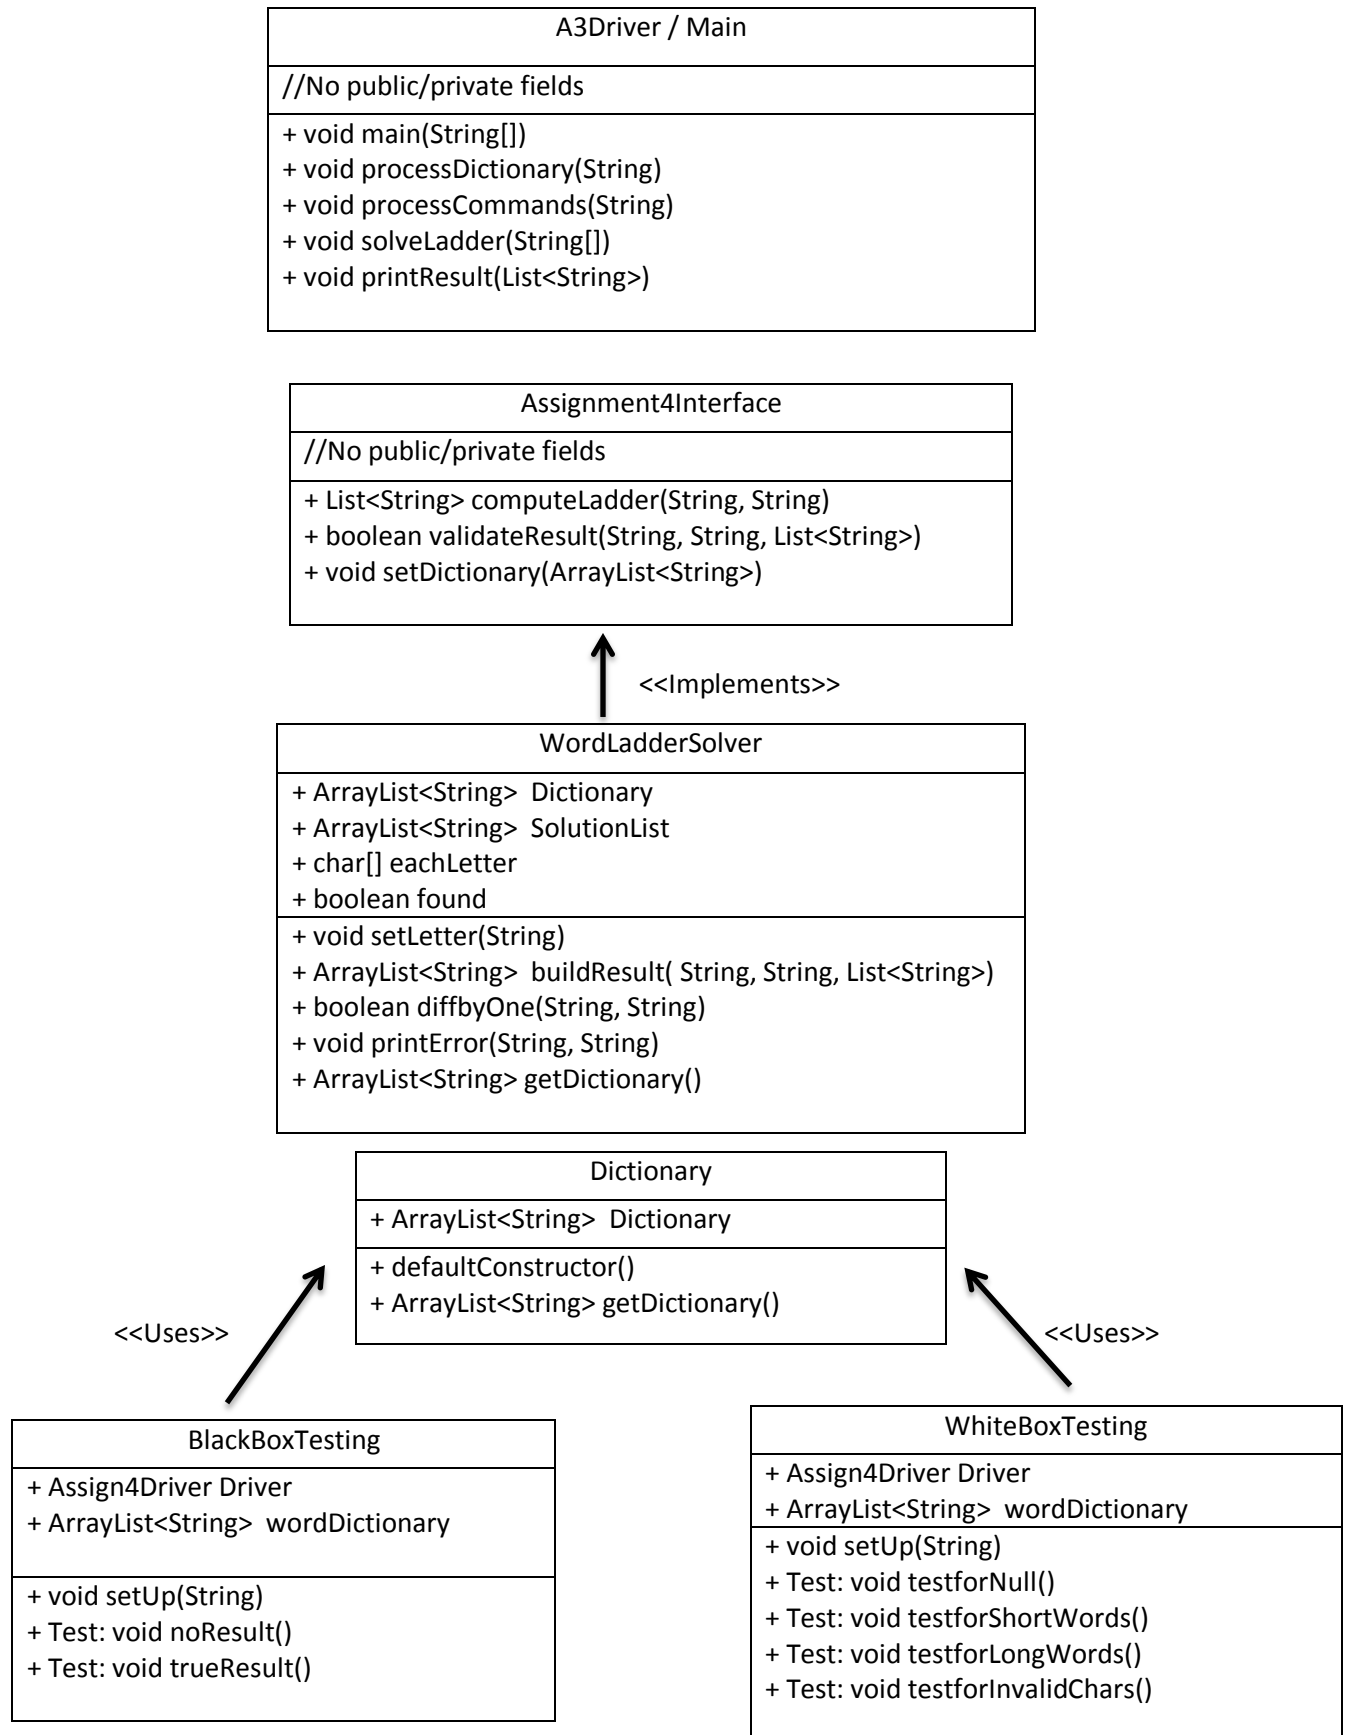 A3Driver / Main
//No public/private fields
+ void main(String[])
+ void processDictionary(String)
+ void processCommands(String)
+ void solveLadder(String[])
+ void printResult(List<String>)
Assignment4Interface
//No public/private fields
+ List<String> computeLadder(String, String)
+ boolean validateResult(String, String, List<String>)
+ void setDictionary(ArrayList<String>)
<<Implements>>
WordLadderSolver
+ ArrayList<String> Dictionary
+ ArrayList<String> SolutionList
+ char[] eachLetter
+ boolean found
+ void setLetter(String)
+ ArrayList<String> buildResult( String, String, List<String>)
+ boolean diffbyOne(String, String)
+ void printError(String, String)
+ ArrayList<String> getDictionary()
Dictionary
+ ArrayList<String> Dictionary
+ defaultConstructor()
+ ArrayList<String> getDictionary()
<<Uses>>
<<Uses>>
BlackBoxTesting
+ Assign4Driver Driver
+ ArrayList<String> wordDictionary
+ void setUp(String)
+ Test: void noResult()
+ Test: void trueResult()
WhiteBoxTesting
+ Assign4Driver Driver
+ ArrayList<String> wordDictionary
+ void setUp(String)
+ Test: void testforNull()
+ Test: void testforShortWords()
+ Test: void testforLongWords()
+ Test: void testforInvalidChars()